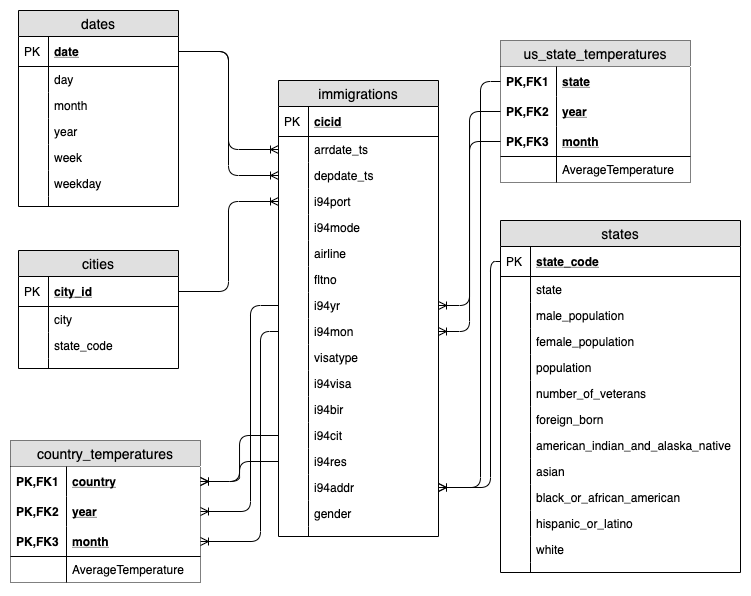 dates
PK date
day
month
year
week
weekday
cities
PK city_id
city
state_code
country_temperatures
PK,FK1 country
PK,FK2 year
PK,FK3 month
AverageTemperature
immigrations
PK cicid
arrdate_ts
depdate_ts
i94port
i94mode
airline
fltno
i94yr
i94mon
visatype
i94visa
i94bir
i94cit
i94res
i94addr
gender
us_state_temperatures
PK,FK1 state
PK,FK2 year
PK,FK3 month
AverageTemperature
states
PK state_code
state
male_population
female_population
population
number_of_veterans
foreign_born
american_indian_and_alaska_native
asian
black_or_african_american
hispanic_or_latino
white